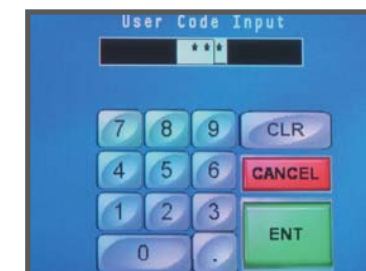 User Code Input
***
7 8 9 CLR
4 5 6 CANCEL
1 2 3
ENT
0 .